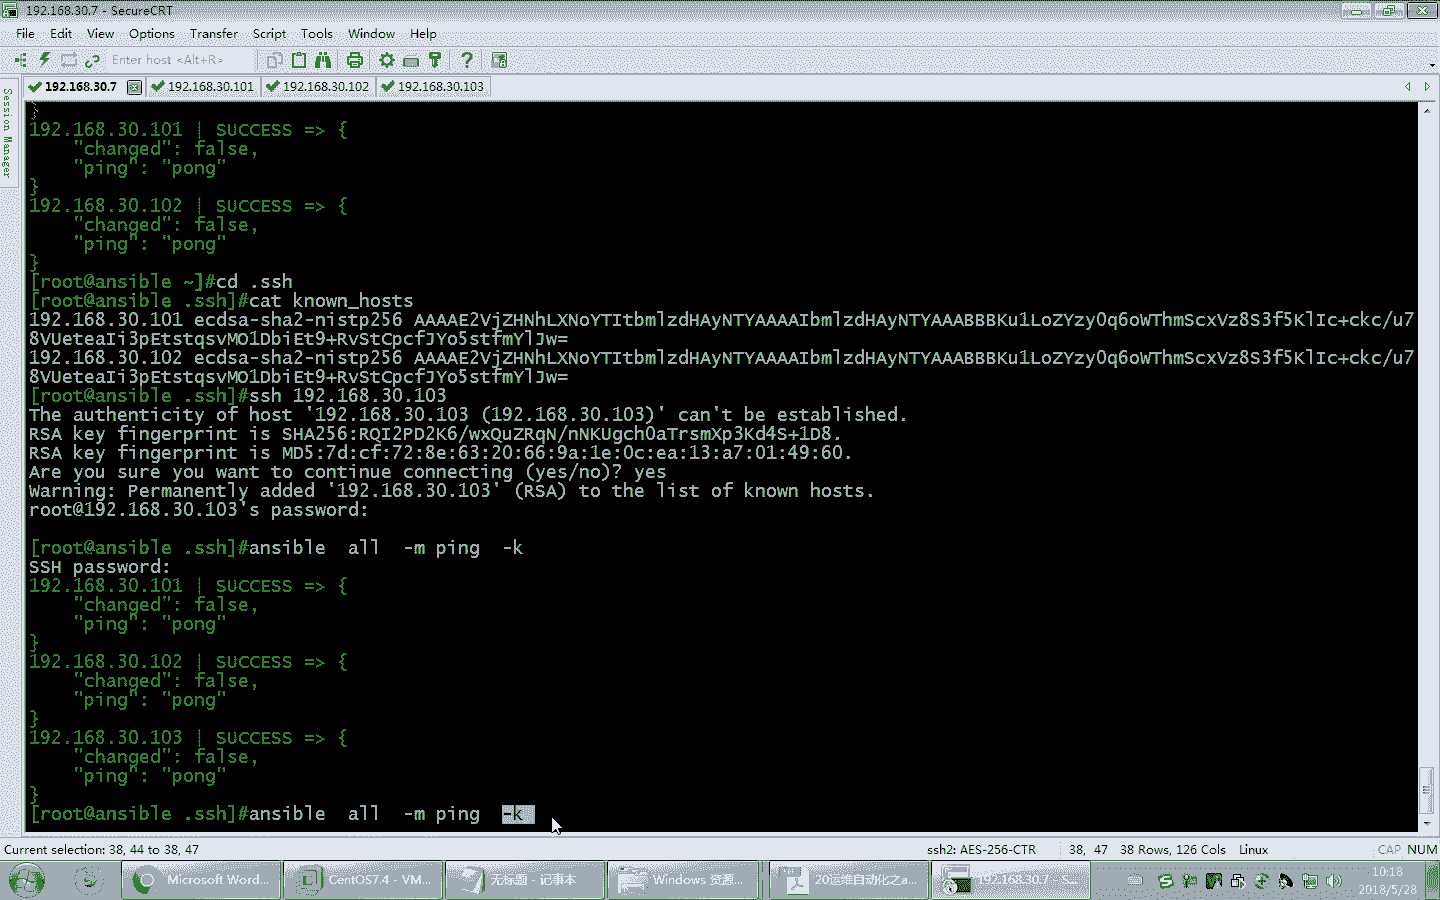 192.168.30.7 - SecureCRT
File Edit View Options Transfer Script Tools Window Help
Enter host <Alt+R>
192.168.30.7 192.168.30.101 192.168.30.102 192.168.30.103
Session Manager
}
192.168.30.101 | SUCCESS => {
"changed": false,
"ping": "pong"
}
192.168.30.102 | SUCCESS => {
"changed": false,
"ping": "pong"
}
[root@ansible ~]#cd .ssh
[root@ansible .ssh]#cat known_hosts
192.168.30.101 ecdsa-sha2-nistp256 AAAAE2VjZHNhLXNoYTItbmlzdHAyNTYAAAAIbmlzdHAyNTYAAABBBKu1LoZYzy0q6oWThmScxVz8S3f5KlIc+ckc/u7
8VUeteaIi3pEtstqsvMO1DbiEt9+RvStCpcfJYo5stfmYlJw=
192.168.30.102 ecdsa-sha2-nistp256 AAAAE2VjZHNhLXNoYTItbmlzdHAyNTYAAAAIbmlzdHAyNTYAAABBBKu1LoZYzy0q6oWThmScxVz8S3f5KlIc+ckc/u7
8VUeteaIi3pEtstqsvMO1DbiEt9+RvStCpcfJYo5stfmYlJw=
[root@ansible .ssh]#ssh 192.168.30.103
The authenticity of host '192.168.30.103 (192.168.30.103)' can't be established.
RSA key fingerprint is SHA256:RQI2PD2K6/wxQuZRqN/nNKUgch0aTrsmXp3Kd4S+1D8.
RSA key fingerprint is MD5:7d:cf:72:8e:63:20:66:9a:1e:0c:ea:13:a7:01:49:60.
Are you sure you want to continue connecting (yes/no)? yes
Warning: Permanently added '192.168.30.103' (RSA) to the list of known hosts.
root@192.168.30.103's password:
[root@ansible .ssh]#ansible  all  -m ping  -k
SSH password:
192.168.30.101 | SUCCESS => {
"changed": false,
"ping": "pong"
}
192.168.30.102 | SUCCESS => {
"changed": false,
"ping": "pong"
}
192.168.30.103 | SUCCESS => {
"changed": false,
"ping": "pong"
}
[root@ansible .ssh]#ansible  all  -m ping  -k
Current selection: 38, 44 to 38, 47 ssh2: AES-256-CTR 38, 47 38 Rows, 126 Cols Linux CAP NUM
Microsoft Word... CentOS7.4 - VM... 无标题 - 记事本 Windows 资源... 20运维自动化之a... 192.168.30.7 - S... 10:18
2018/5/28